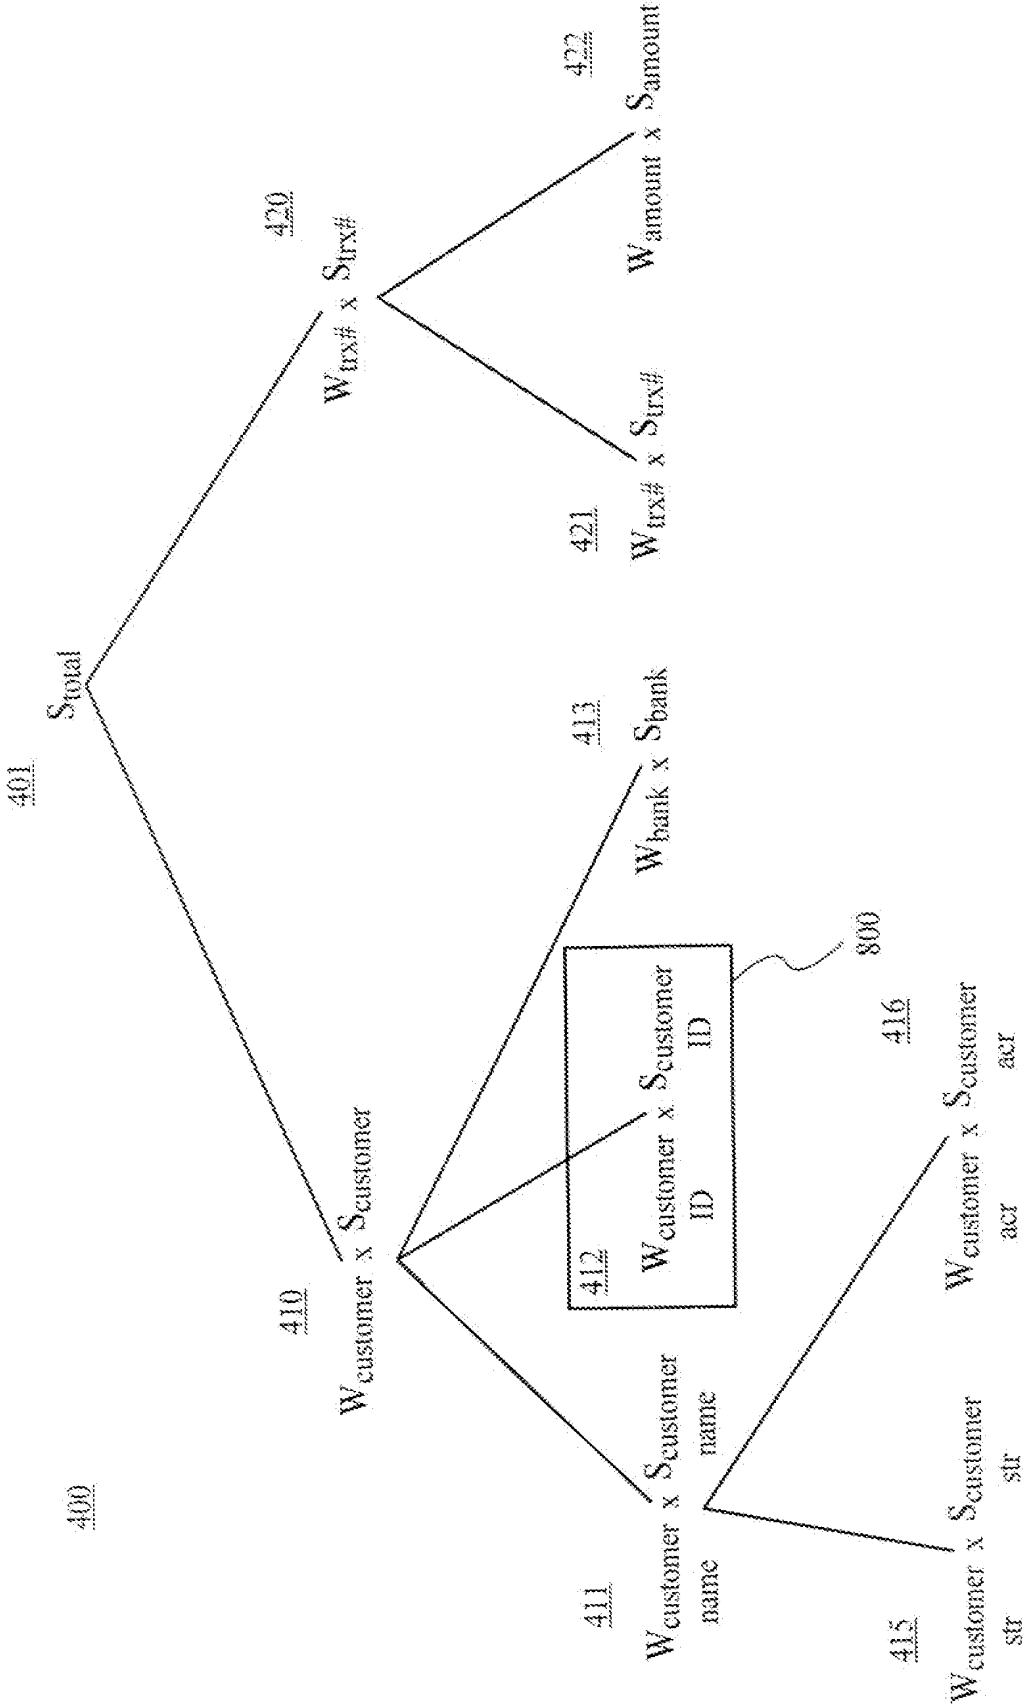 400
401
S_total
410
W_customer x S_customer
420
W_trx# x S_trx#
411
W_customer x S_customer
name name
412
W_customer x S_customer
ID ID
800
413
W_bank x S_bank
421
W_trx# x S_trx#
422
W_amount x S_amount
415
W_customer x S_customer
str str
416
W_customer x S_customer
acr acr